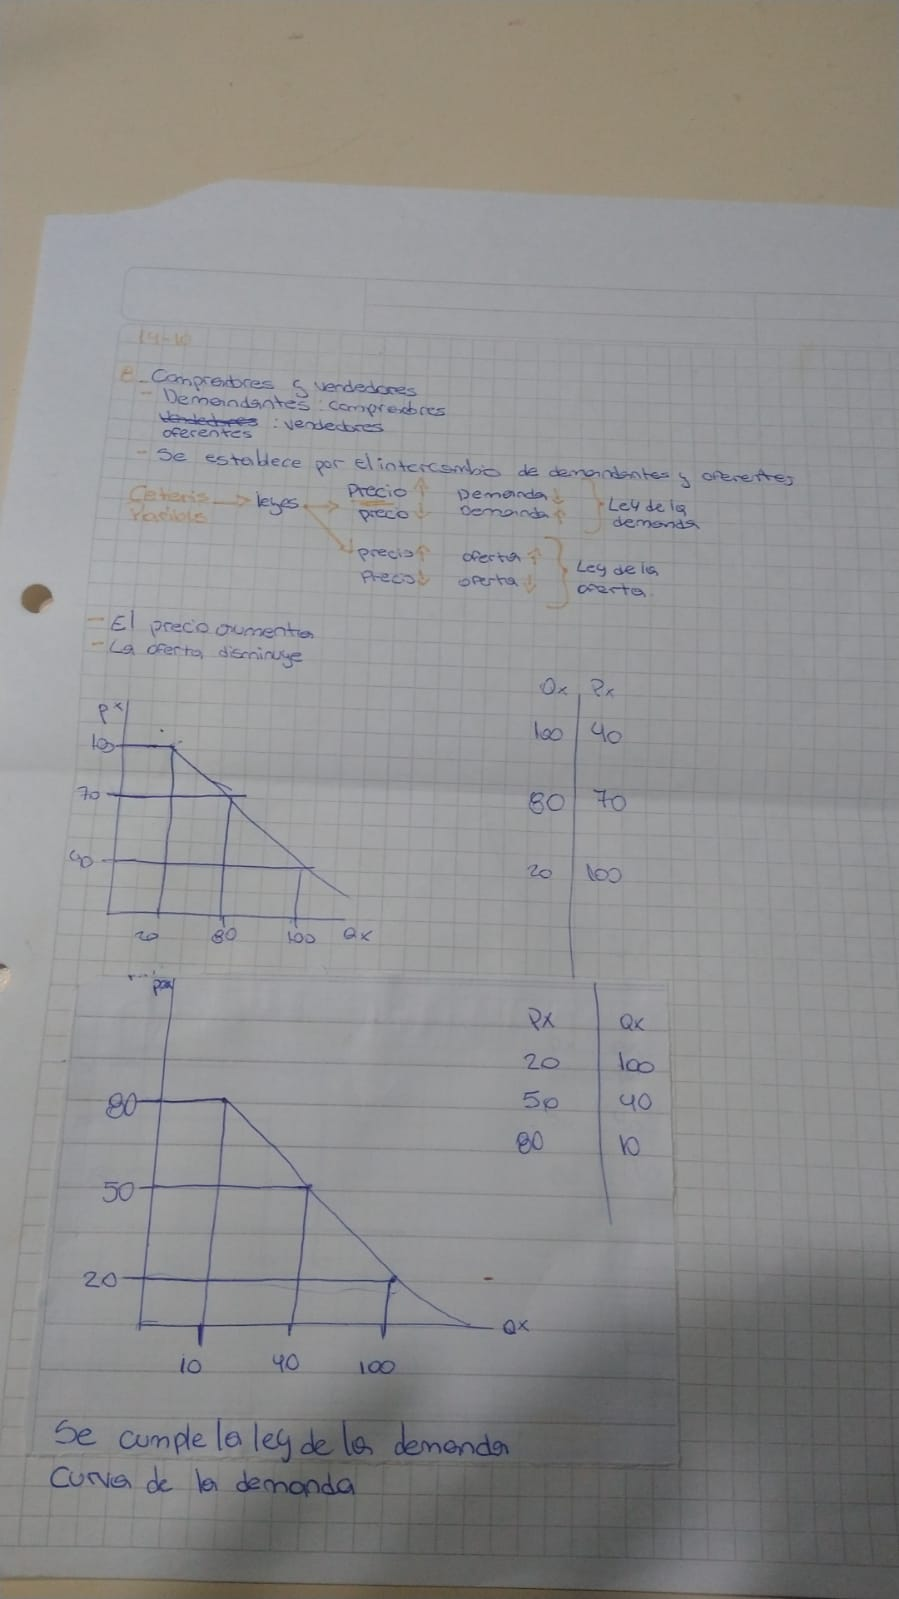 14-10
8- Compradores y vendedores
- Demandantes: compradores
Vendedores : vendedores
oferentes
- Se establece por el intercambio de demandantes y oferentes
Ceteris → leyes → Precio ↑ Demanda ↓ Ley de la
Paribis precio ↓ Demanda ↑ demanda
precio ↑ oferta ↑ Ley de la
Precio ↓ oferta ↓ oferta
- El precio aumenta
- La oferta disminuye
Qx Px
100 40
80 70
20 100
Px
100
70
40
20 80 100 Qx
Px Qx
20 100
50 40
80 10
80
50
20
Qx
10 40 100
Se cumple la ley de la demanda
Curva de la demanda